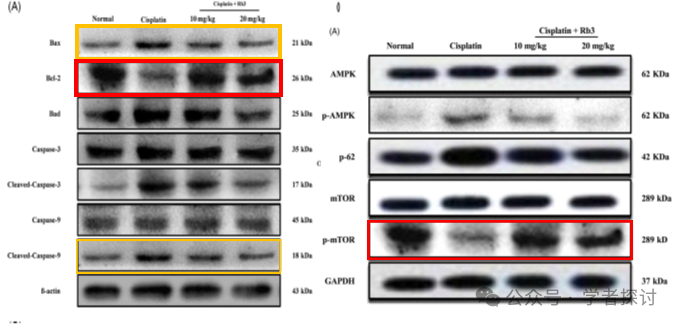 (A)
Cisplatin + Rb3
Normal Cisplatin 10 mg/kg 20 mg/kg
Bax 21 kDa
Bcl-2 26 kDa
Bad 25 kDa
Caspase-3 35 kDa
Cleaved-Caspase-3 17 kDa
Caspase-9 45 kDa
Cleaved-Caspase-9 18 kDa
ß-actin 43 kDa
(A)
Cisplatin + Rb3
Normal Cisplatin 10 mg/kg 20 mg/kg
AMPK 62 KDa
p-AMPK 62 KDa
p-62 42 KDa
mTOR 289 kDa
p-mTOR 289 kD
GAPDH 37 kDa
公众号 · 学者探讨